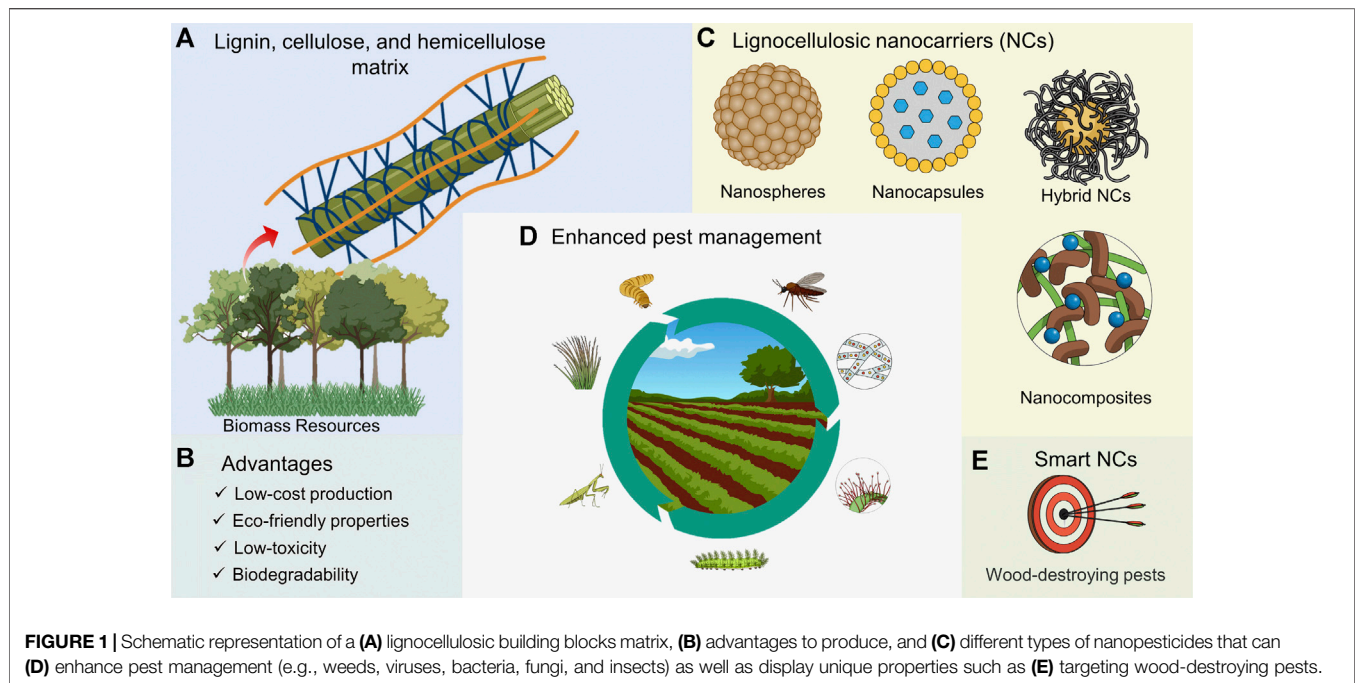 A Lignin, cellulose, and hemicellulose
matrix
Biomass Resources
B Advantages
✓ Low-cost production
✓ Eco-friendly properties
✓ Low-toxicity
✓ Biodegradability
C Lignocellulosic nanocarriers (NCs)
Nanospheres
Nanocapsules
Hybrid NCs
Nanocomposites
D Enhanced pest management
E Smart NCs
Wood-destroying pests
FIGURE 1 | Schematic representation of a (A) lignocellulosic building blocks matrix, (B) advantages to produce, and (C) different types of nanopesticides that can
(D) enhance pest management (e.g., weeds, viruses, bacteria, fungi, and insects) as well as display unique properties such as (E) targeting wood-destroying pests.